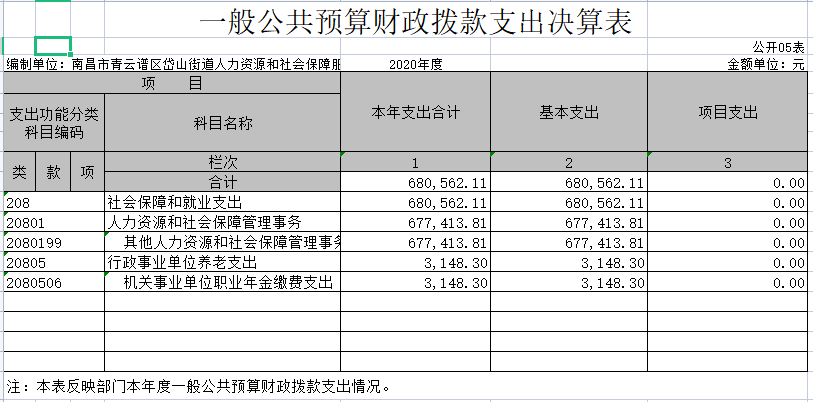 一般公共预算财政拨款支出决算表
公开05表
编制单位：南昌市青云谱区岱山街道人力资源和社会保障 2020年度 金额单位：元
项 目 本年支出合计 基本支出 项目支出
支出功能分类科目编码 科目名称
类 款 项 栏次 1 2 3
合计 680,562.11 680,562.11 0.00
208 社会保障和就业支出 680,562.11 680,562.11 0.00
20801 人力资源和社会保障管理事务 677,413.81 677,413.81 0.00
2080199 其他人力资源和社会保障管理事务 677,413.81 677,413.81 0.00
20805 行政事业单位养老支出 3,148.30 3,148.30 0.00
2080506 机关事业单位职业年金缴费支出 3,148.30 3,148.30 0.00
注：本表反映部门本年度一般公共预算财政拨款支出情况。